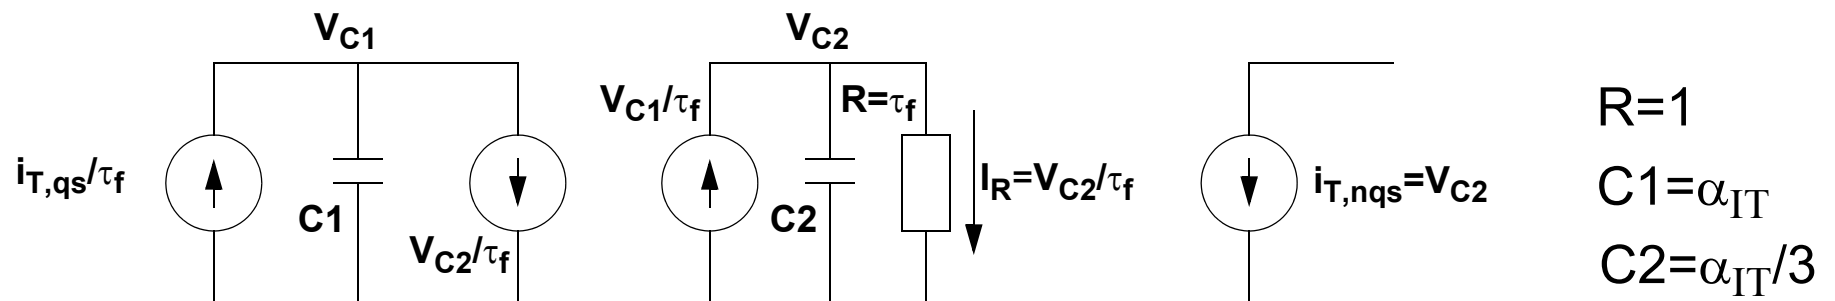 V_C1
i_T,qs/τ_f
C1
V_C2/τ_f
V_C2
V_C1/τ_f
R=τ_f
C2
I_R=V_C2/τ_f
i_T,nqs=V_C2
R=1
C1=α_IT
C2=α_IT/3